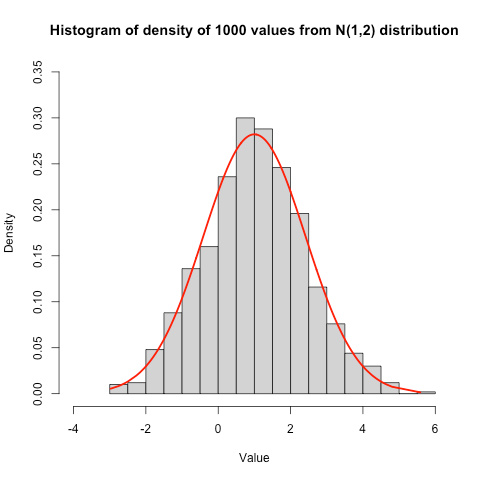 Histogram of density of 1000 values from N(1,2) distribution
0.35
0.30
0.25
0.20
0.15
0.10
0.05
0.00
Density
-4 -2 0 2 4 6
Value